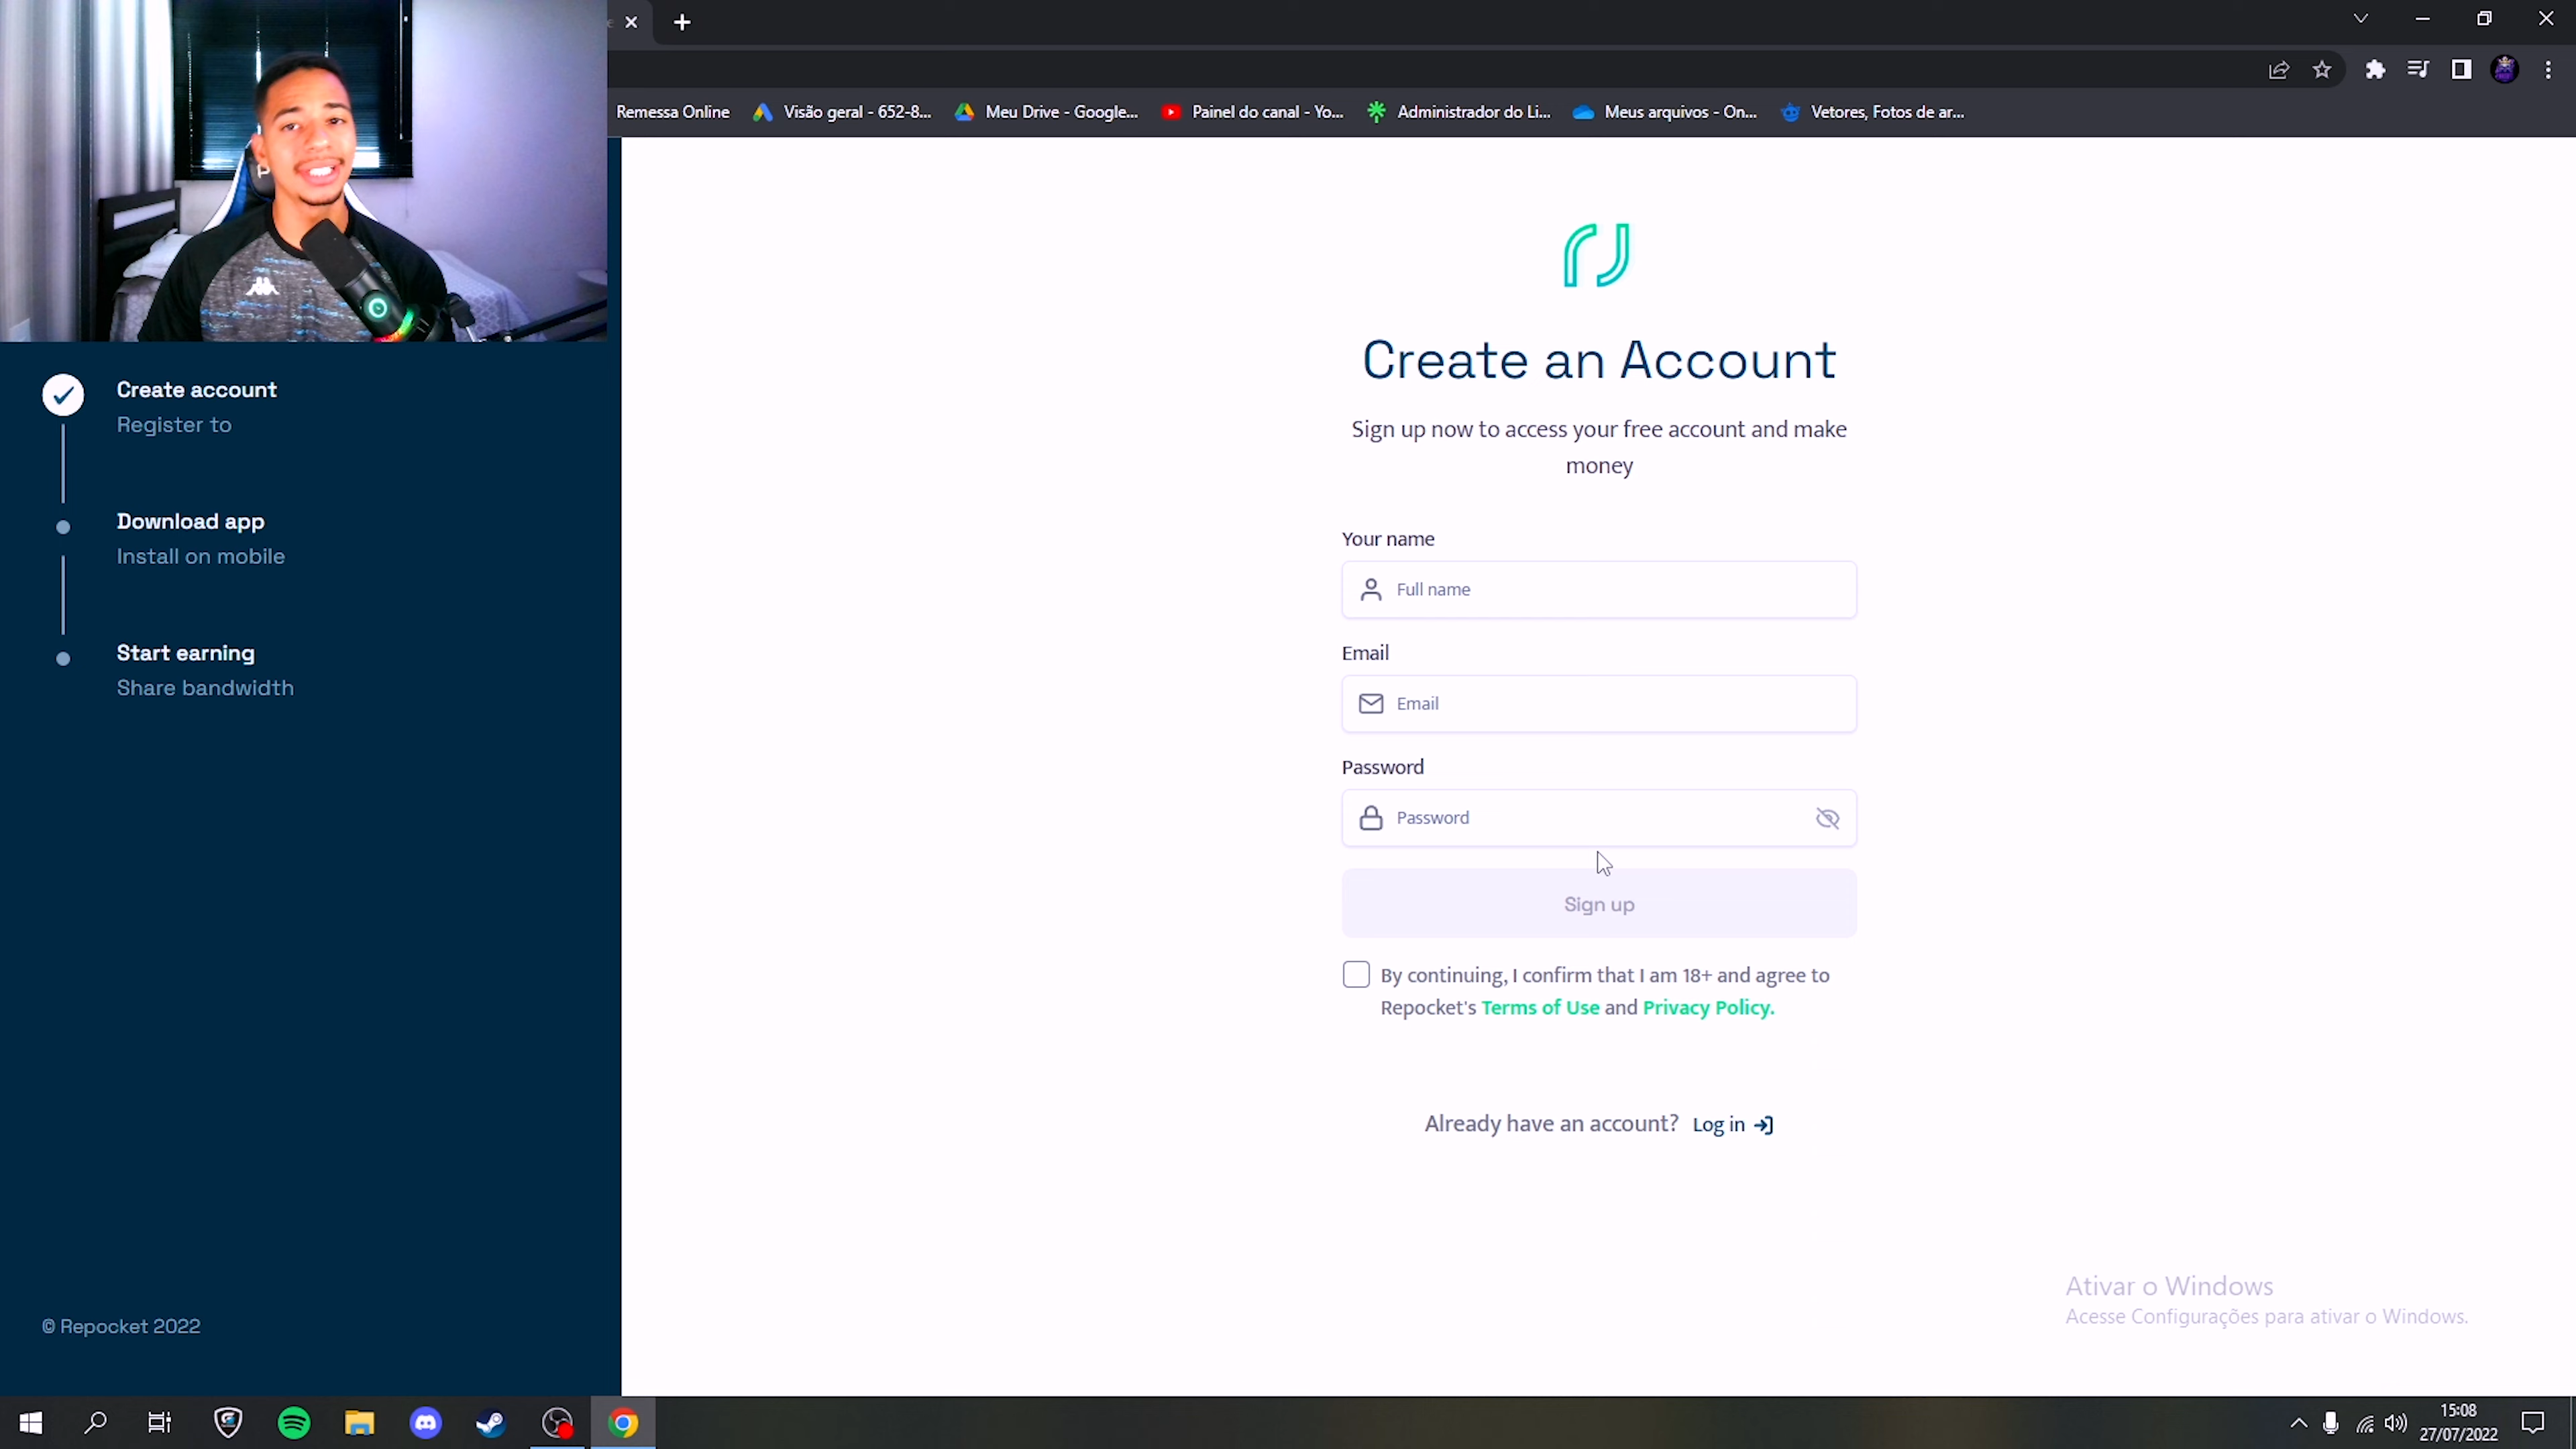 Remessa Online
Visão geral - 652-8...
Meu Drive - Google...
Painel do canal - Yo...
Administrador do Li...
Meus arquivos - On...
Vetores, Fotos de ar...
Create account
Register to
Download app
Install on mobile
Start earning
Share bandwidth
© Repocket 2022
Create an Account
Sign up now to access your free account and make
money
Your name
Full name
Email
Email
Password
Password
Sign up
By continuing, I confirm that I am 18+ and agree to
Repocket's Terms of Use and Privacy Policy.
Already have an account? Log in
Ativar o Windows
Acesse Configurações para ativar o Windows.
15:08
27/07/2022